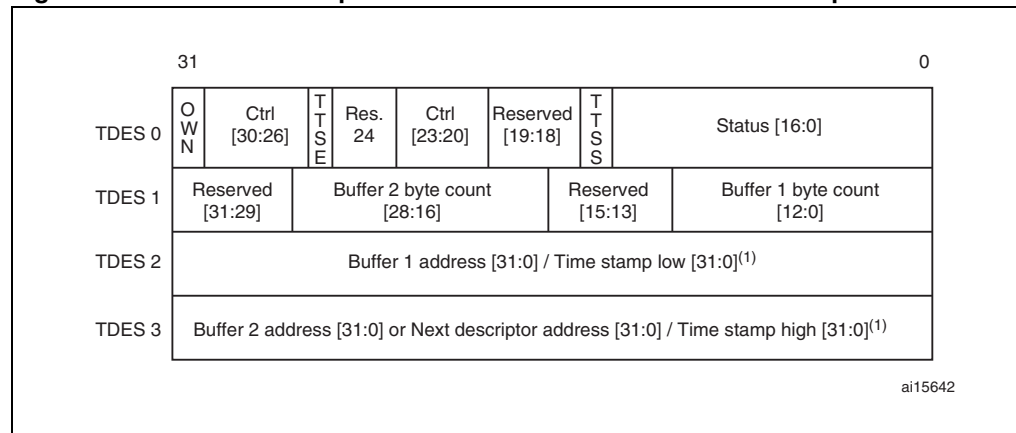 31 0
OWN
Ctrl
[30:26]
TTSE
Res.
24
Ctrl
[23:20]
Reserved
[19:18]
TTSS
Status [16:0]
TDES 0
TDES 1
Reserved
[31:29]
Buffer 2 byte count
[28:16]
Reserved
[15:13]
Buffer 1 byte count
[12:0]
TDES 2
Buffer 1 address [31:0] / Time stamp low [31:0](1)
TDES 3
Buffer 2 address [31:0] or Next descriptor address [31:0] / Time stamp high [31:0](1)
ai15642